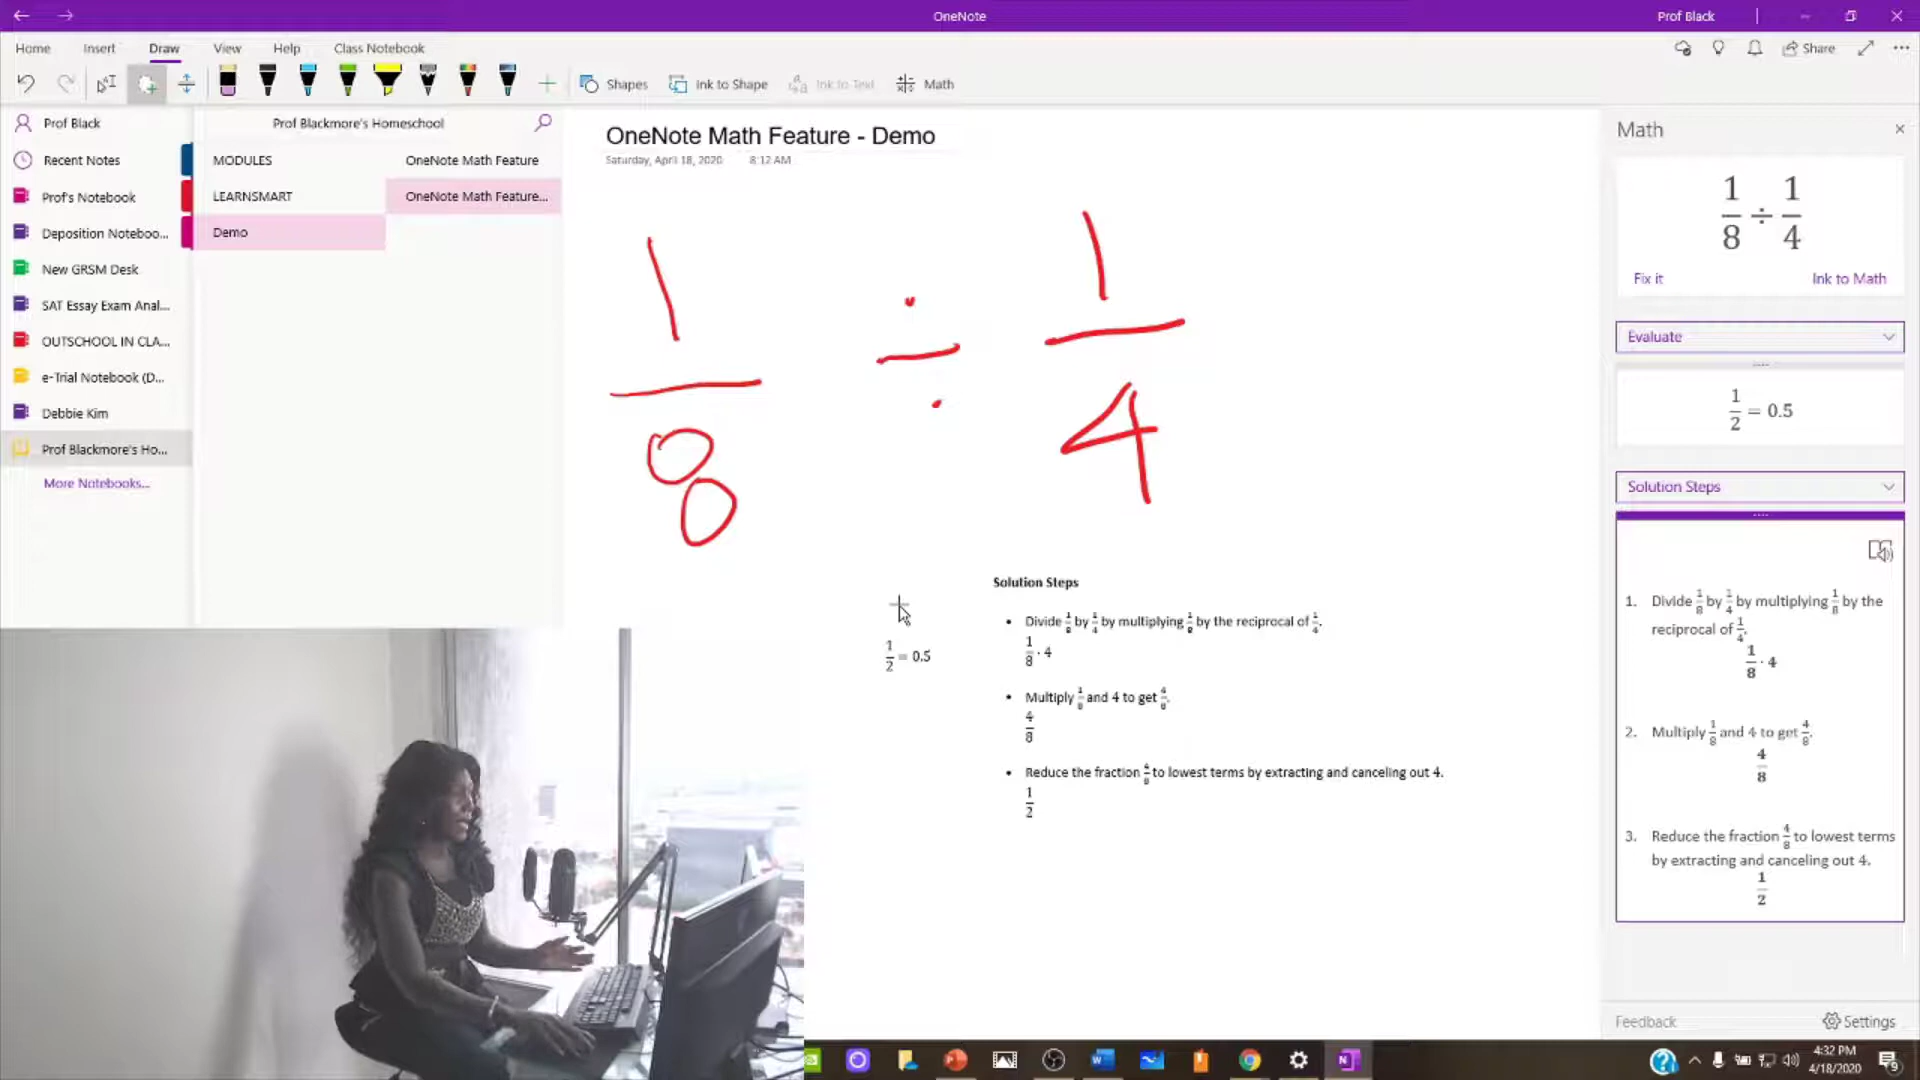 OneNote
Prof Black
Home Insert Draw View Help Class Notebook
Share
Shapes Ink to Shape Ink to Text Math
Prof Black
Recent Notes
Prof's Notebook
Deposition Noteboo...
New GRSM Desk
SAT Essay Exam Anal...
OUTSCHOOL IN CLA...
e-Trial Notebook (D...
Debbie Kim
Prof Blackmore's Ho...
More Notebooks...
Prof Blackmore's Homeschool
MODULES
LEARNSMART
Demo
OneNote Math Feature
OneNote Math Feature...
OneNote Math Feature - Demo
Saturday, April 18, 2020 8:12 AM
1/8 ÷ 1/4
1/2 = 0.5
Solution Steps
• Divide 1/8 by 1/4 by multiplying 1/8 by the reciprocal of 1/4.
1/8 · 4
• Multiply 1/8 and 4 to get 4/8.
4/8
• Reduce the fraction 4/8 to lowest terms by extracting and canceling out 4.
1/2
Math
1/8 ÷ 1/4
Fix it Ink to Math
Evaluate
1/2 = 0.5
Solution Steps
1. Divide 1/8 by 1/4 by multiplying 1/8 by the
reciprocal of 1/4.
1/8 · 4
2. Multiply 1/8 and 4 to get 4/8.
4/8
3. Reduce the fraction 4/8 to lowest terms
by extracting and canceling out 4.
1/2
Feedback Settings
4:32 PM
4/18/2020